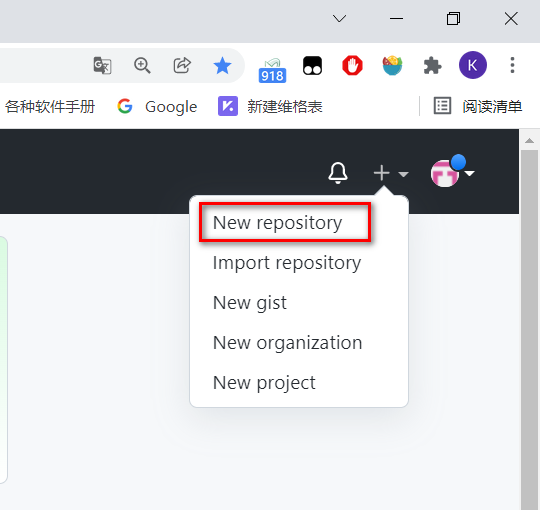 918
K
各种软件手册 Google 新建维格表 阅读清单
New repository
Import repository
New gist
New organization
New project